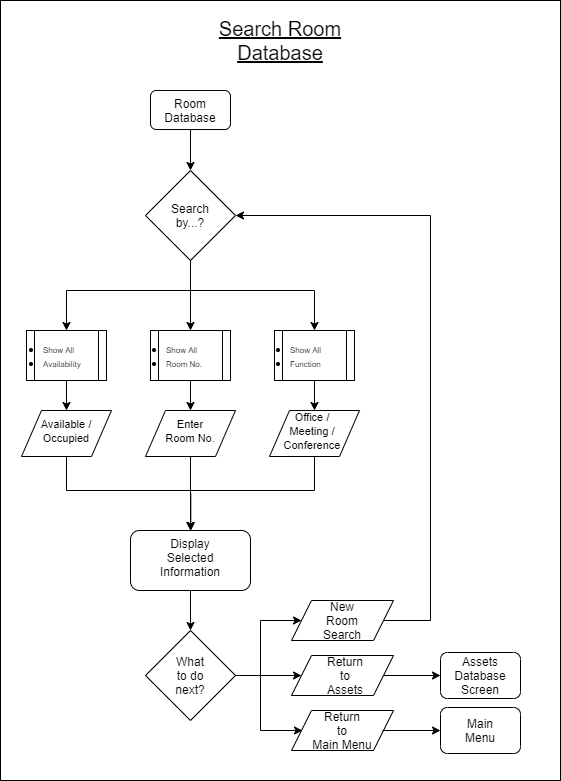 Search Room
Database
Room
Database
Search
by...?
Show All
Availability
Show All
Room No.
Show All
Function
Available /
Occupied
Enter
Room No.
Office /
Meeting /
Conference
Display
Selected
Information
What
to do
next?
New
Room
Search
Return
to
Assets
Assets
Database
Screen
Return
to
Main Menu
Main
Menu